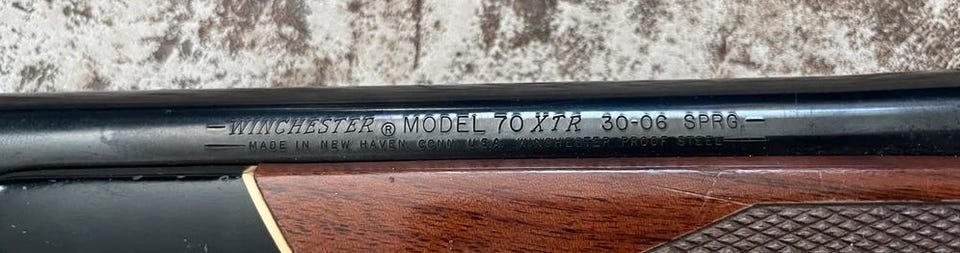 —WINCHESTER® MODEL 70 XTR 30-06 SPRG.—
—MADE IN NEW HAVEN CONN. U.S.A. WINCHESTER PROOF STEEL—